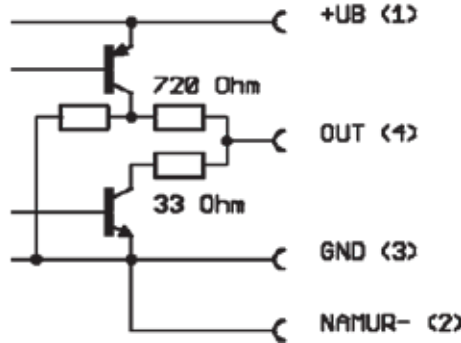 +UB (1)
720 Ohm
OUT (4)
33 Ohm
GND (3)
NAMUR- (2)